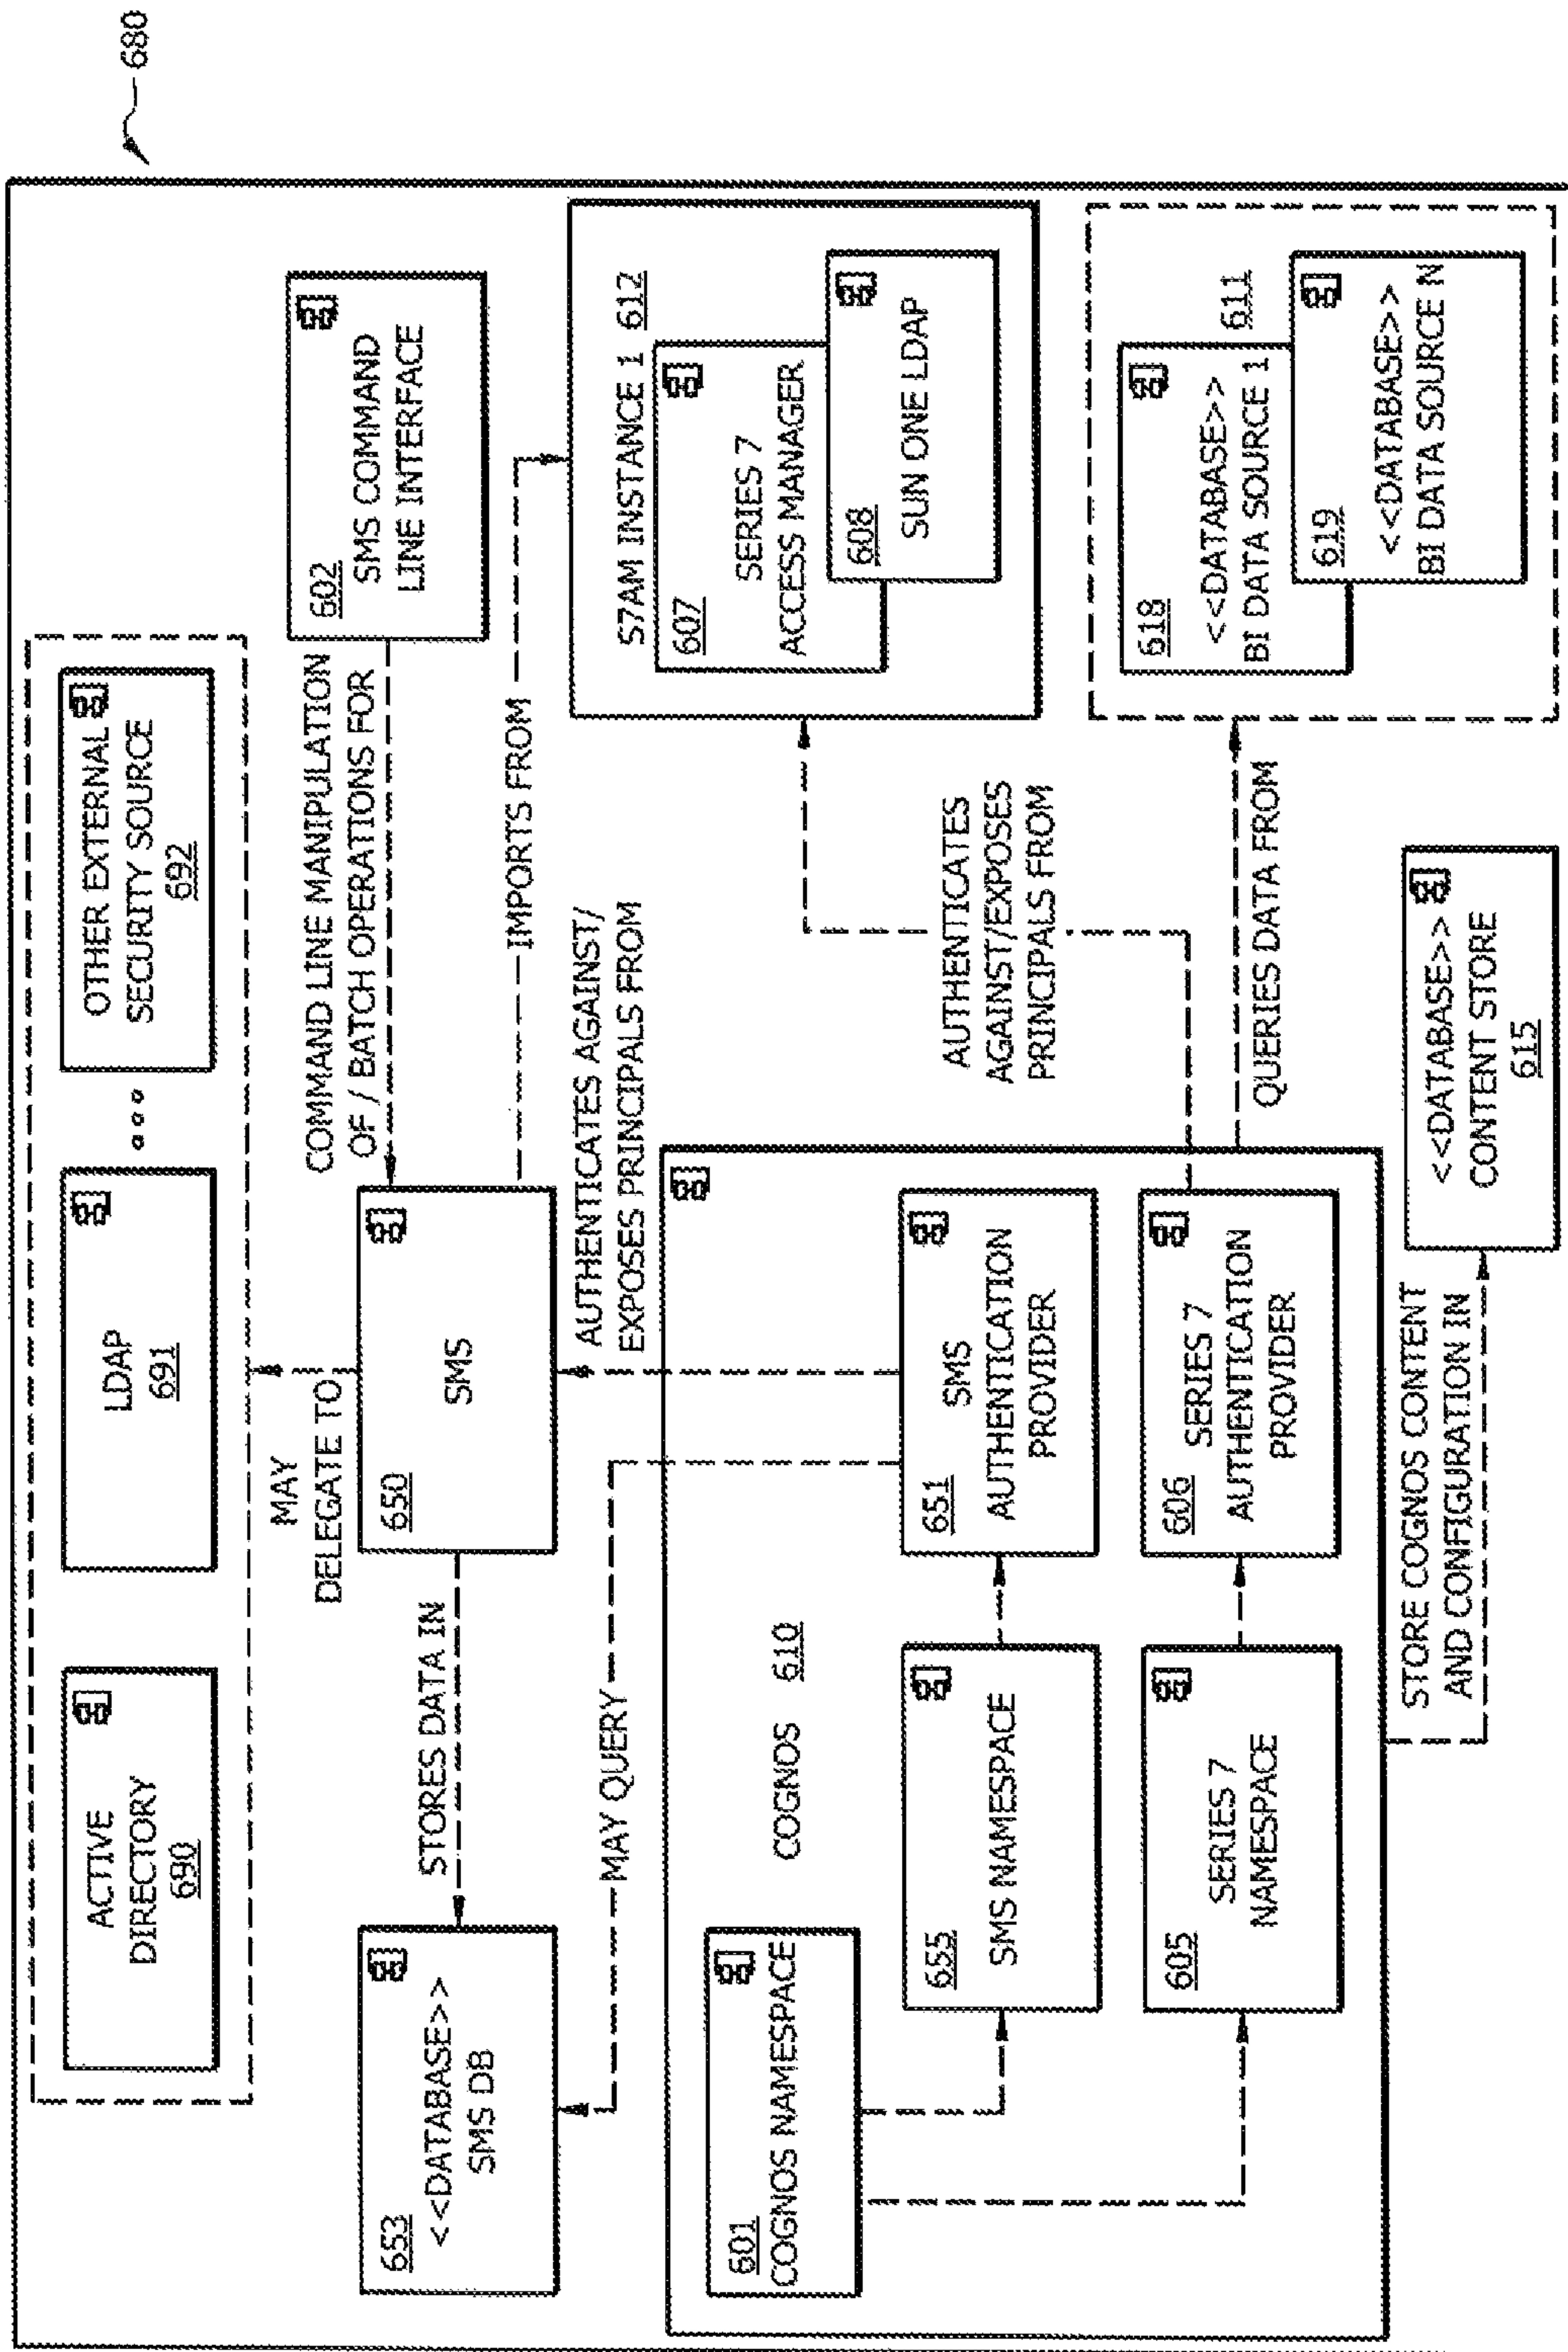 680
ACTIVE
DIRECTORY
690
LDAP
691
OTHER EXTERNAL
SECURITY SOURCE
692
MAY
DELEGATE TO
COMMAND LINE MANIPULATION
OF / BATCH OPERATIONS FOR
602
SMS COMMAND
LINE INTERFACE
653
<<DATABASE>>
SMS DB
STORES DATA IN
650
SMS
IMPORTS FROM
MAY QUERY
AUTHENTICATES AGAINST/
EXPOSES PRINCIPALS FROM
S7AM INSTANCE 1 612
607
SERIES 7
ACCESS MANAGER
608
SUN ONE LDAP
601
COGNOS NAMESPACE
COGNOS 610
655
SMS NAMESPACE
651
SMS
AUTHENTICATION
PROVIDER
605
SERIES 7
NAMESPACE
606
SERIES 7
AUTHENTICATION
PROVIDER
AUTHENTICATES
AGAINST/EXPOSES
PRINCIPALS FROM
QUERIES DATA FROM
618
<<DATABASE>>
BI DATA SOURCE 1
611
619
<<DATABASE>>
BI DATA SOURCE N
STORE COGNOS CONTENT
AND CONFIGURATION IN
<<DATABASE>>
CONTENT STORE
615